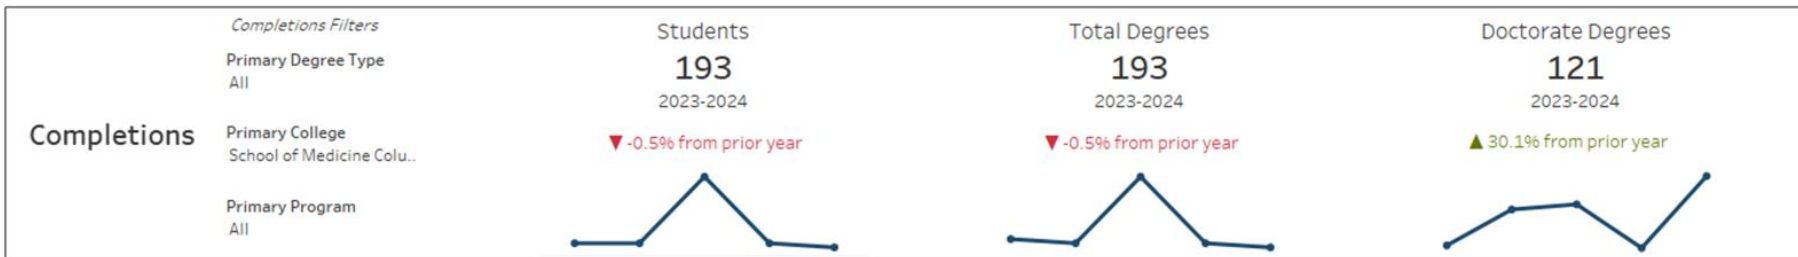 Completions
Completions Filters
Primary Degree Type
All
Primary College
School of Medicine Colu..
Primary Program
All
Students
193
2023-2024
▼ -0.5% from prior year
Total Degrees
193
2023-2024
▼ -0.5% from prior year
Doctorate Degrees
121
2023-2024
▲ 30.1% from prior year